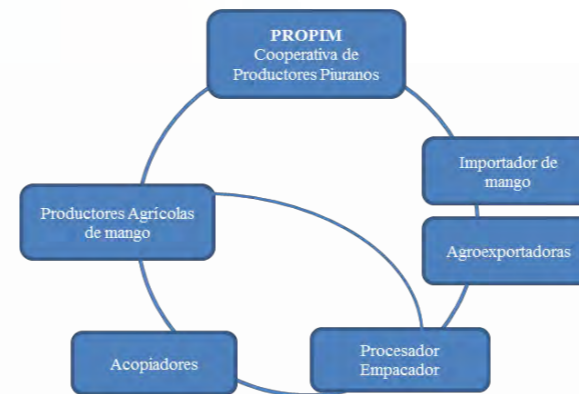 PROPIM
Cooperativa de
Productores Piuranos
Importador de
mango
Productores Agrícolas
de mango
Agroexportadoras
Procesador
Empacador
Acopiadores